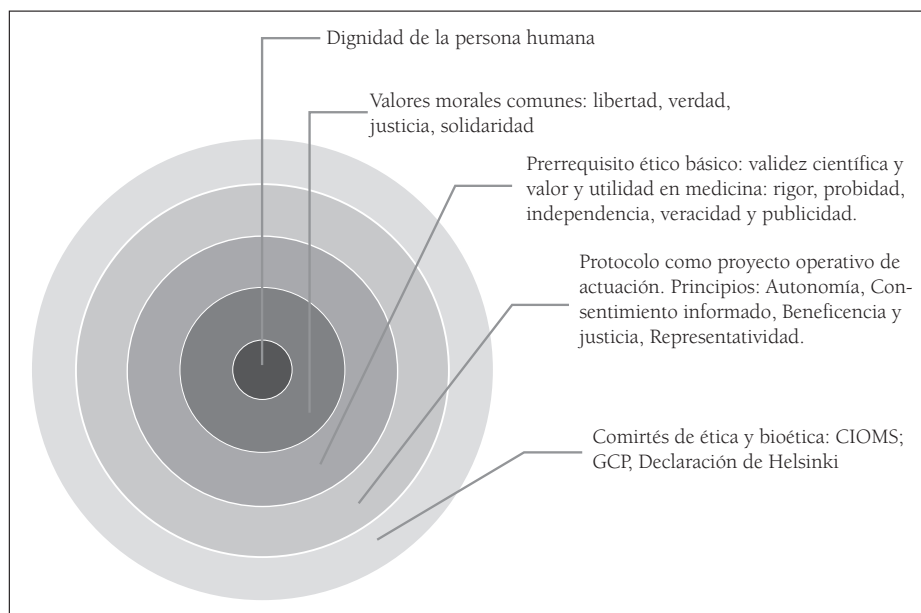 Dignidad de la persona humana
Valores morales comunes: libertad, verdad,
justicia, solidaridad
Prerrequisito ético básico: validez científica y
valor y utilidad en medicina: rigor, probidad,
independencia, veracidad y publicidad.
Protocolo como proyecto operativo de
actuación. Principios: Autonomía, Con-
sentimiento informado, Beneficencia y
justicia, Representatividad.
Comirtés de ética y bioética: CIOMS;
GCP, Declaración de Helsinki